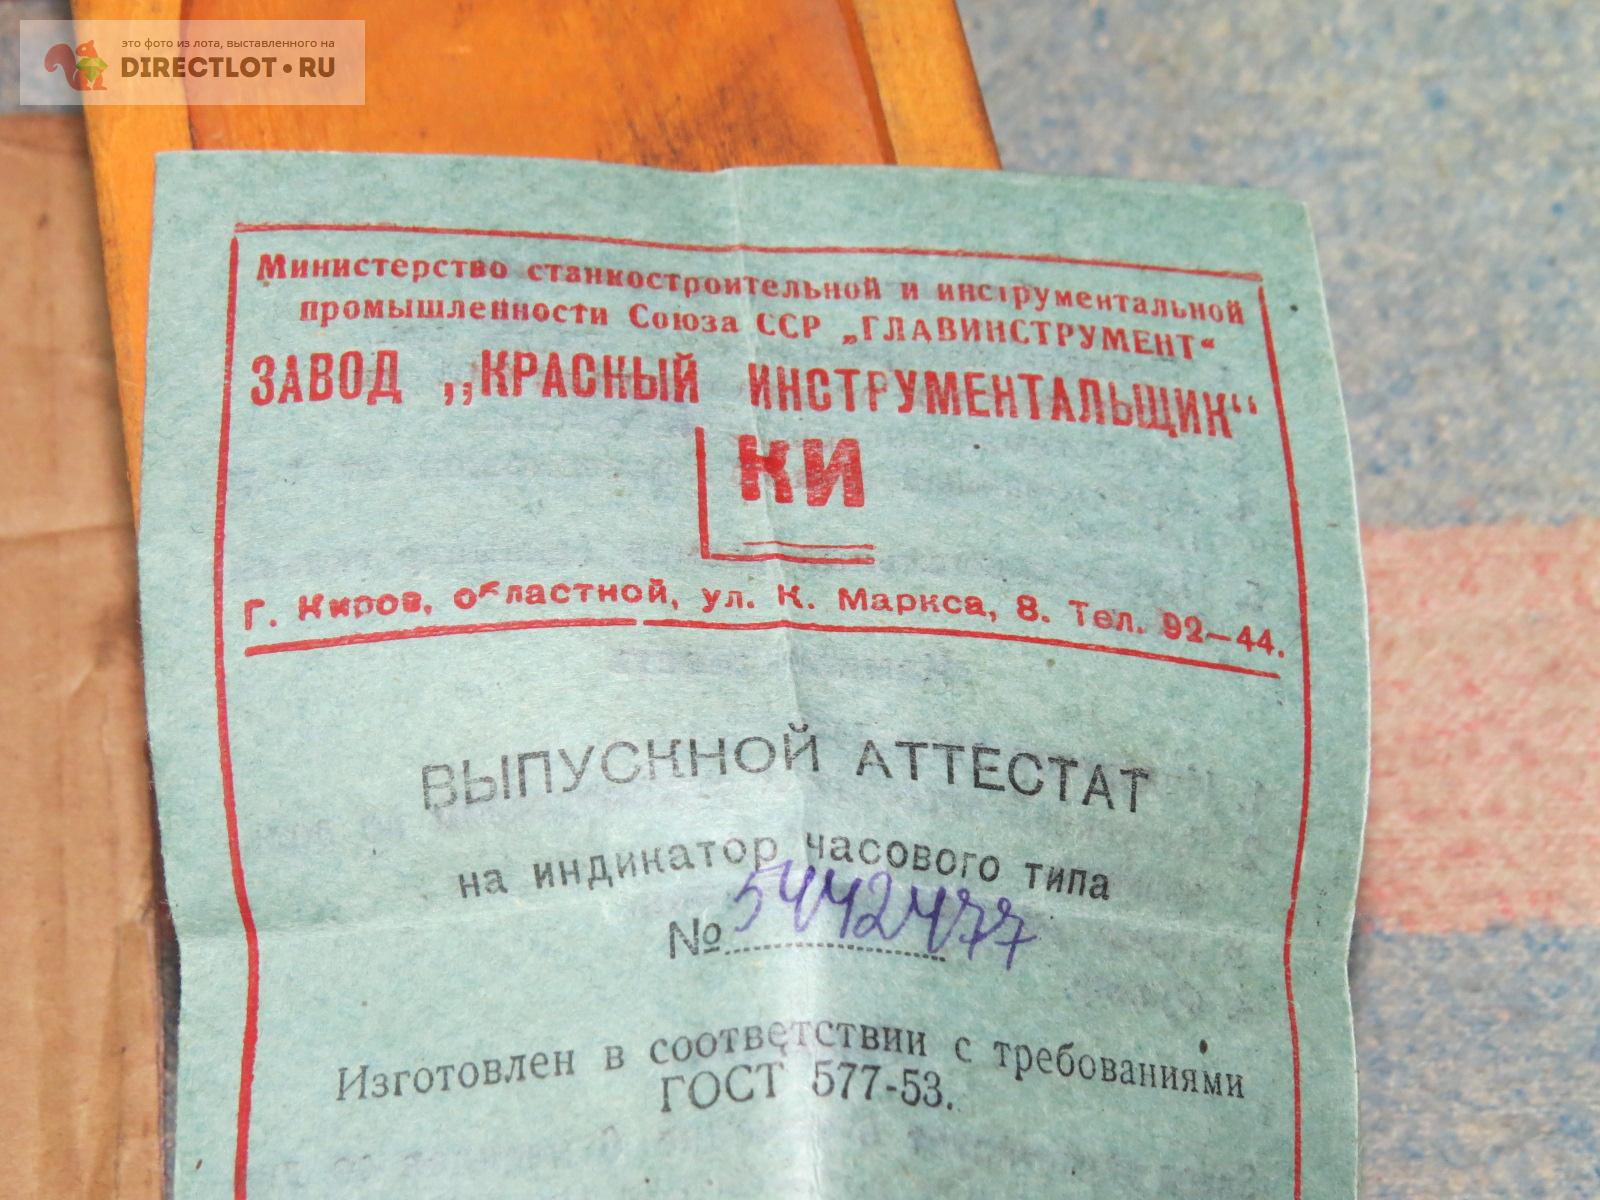 это фото из лота, выставленного на
DIRECTLOT•RU
Министерство станкостроительной и инструментальной
промышленности Союза ССР „ГЛАВИНСТРУМЕНТ“
ЗАВОД „КРАСНЫЙ ИНСТРУМЕНТАЛЬЩИК“
КИ
Г. Киров, областной, ул. К. Маркса, 8. Тел. 92—44.
ВЫПУСКНОЙ АТТЕСТАТ
на индикатор часового типа
№ 5442477
Изготовлен в соответствии с требованиями
ГОСТ 577-53.